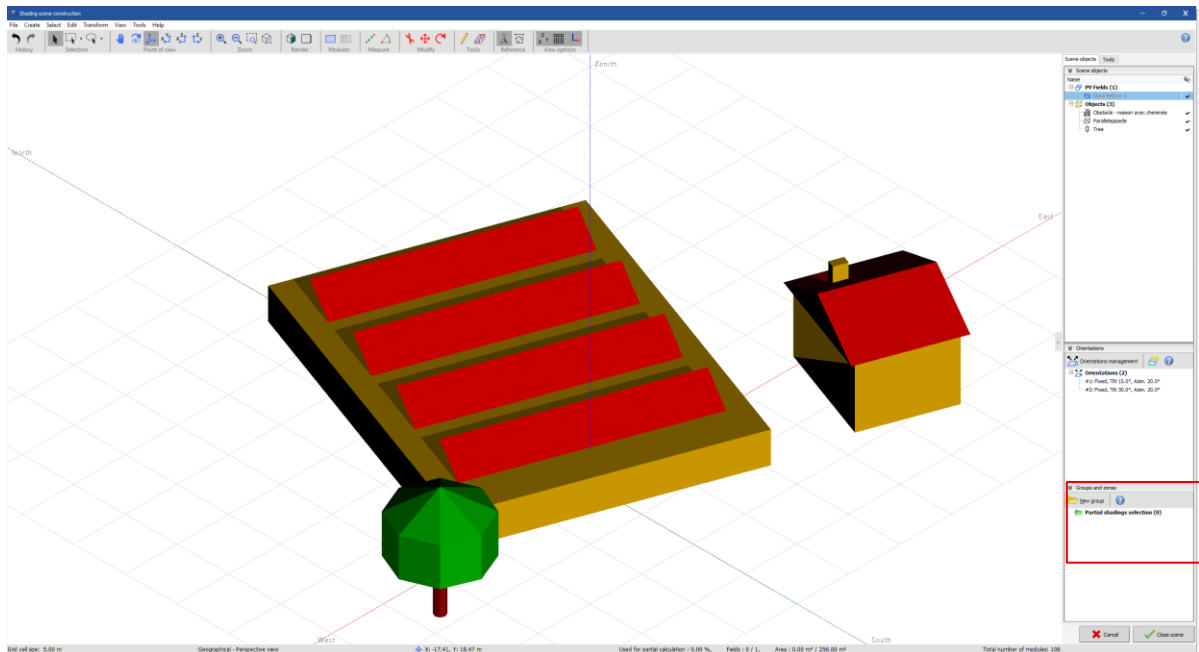 Shading scene construction
File Create Select Edit Transform View Tools Help
History Selection Point of view Zoom Render Modules Measure Modify Tools Reference View options
Zenith
North
East
West
South
Scene objects Tools
Scene objects
Name
PV Fields (1)
Shed field nr. 1
Objects (3)
Obstacle - maison avec cheminée
Parallelepipede
Tree
Orientations
Orientations management
Orientations (2)
#1: Fixed, Tilt 15.0°, Azim. 20.0°
#2: Fixed, Tilt 30.0°, Azim. 20.0°
Groups and zones
New group
Partial shadings selection (0)
Cancel Close scene
Grid cell size: 5.00 m Geographical - Perspective view X: -17.41, Y: 18.47 m Used for partial calculation : 0.00 %, Fields : 0 / 1, Area : 0.00 m² / 256.00 m² Total number of modules: 108